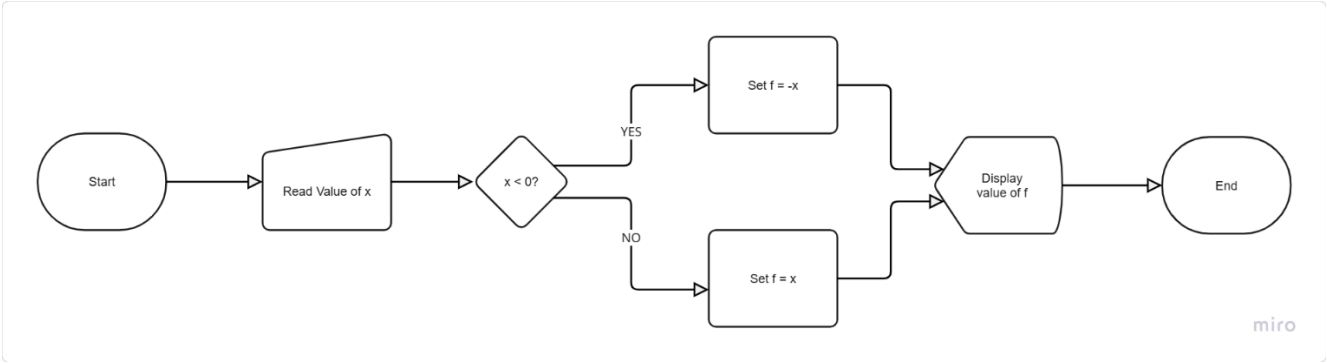 Start
Read Value of x
x < 0?
YES
NO
Set f = -x
Set f = x
Display
value of f
End
miro